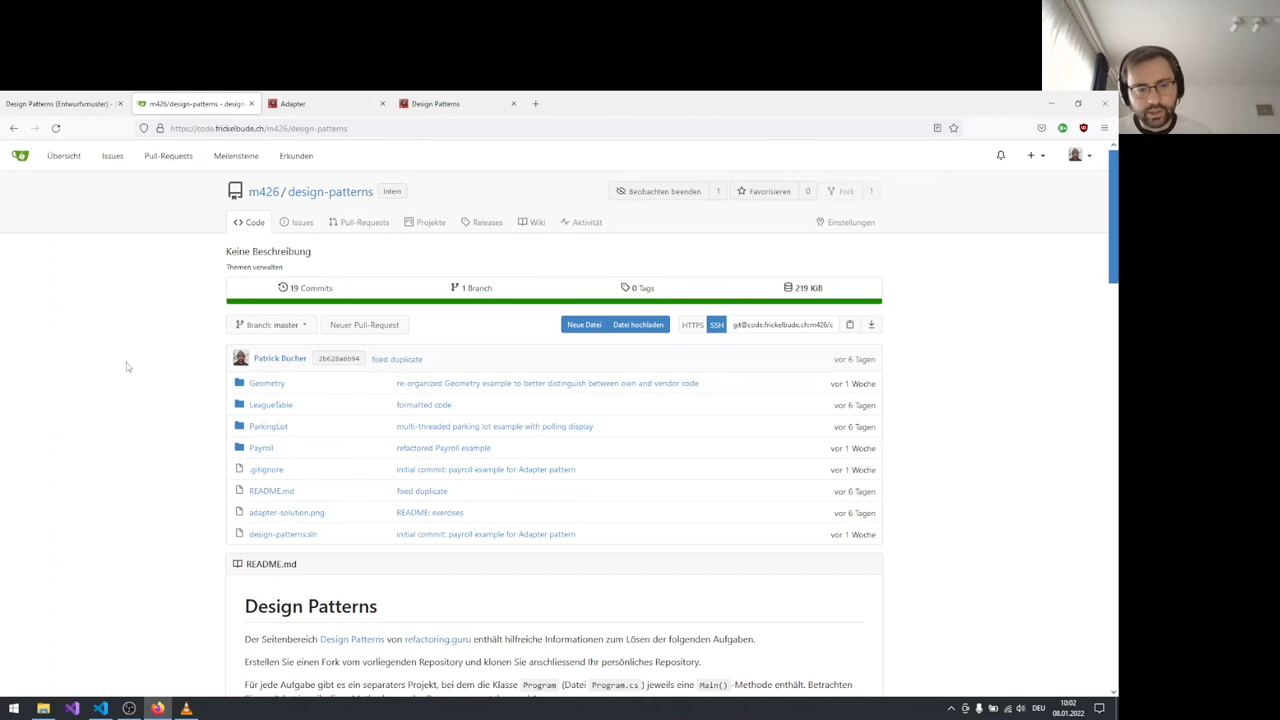 Design Patterns (Entwurfsmuster) -
m426/design-patterns - design-
Adapter
Design Patterns
https://code.frickelbude.ch/m426/design-patterns
Übersicht Issues Pull-Requests Meilensteine Erkunden
m426 / design-patterns Intern
Beobachten beenden 1 Favorisieren 0 Fork 1
Code Issues Pull-Requests Projekte Releases Wiki Aktivität Einstellungen
Keine Beschreibung
Themen verwalten
19 Commits 1 Branch 0 Tags 219 KiB
Branch: master Neuer Pull-Request Neue Datei Datei hochladen HTTPS SSH git@code.frickelbude.ch:m426/
Patrick Bucher 2b628a6b94 fixed duplicate vor 6 Tagen
Geometry re-organized Geometry example to better distinguish between own and vendor code vor 1 Woche
LeagueTable formatted code vor 6 Tagen
ParkingLot multi-threaded parking lot example with polling display vor 6 Tagen
Payroll refactored Payroll example vor 1 Woche
.gitignore initial commit: payroll example for Adapter pattern vor 1 Woche
README.md fixed duplicate vor 6 Tagen
adapter-solution.png README: exercises vor 6 Tagen
design-patterns.sln initial commit: payroll example for Adapter pattern vor 1 Woche
README.md
Design Patterns
Der Seitenbereich Design Patterns von refactoring.guru enthält hilfreiche Informationen zum Lösen der folgenden Aufgaben.
Erstellen Sie einen Fork vom vorliegenden Repository und klonen Sie anschliessend Ihr persönliches Repository.
Für jede Aufgabe gibt es ein separates Projekt, bei dem die Klasse Program (Datei Program.cs) jeweils eine Main()-Methode enthält. Betrachten
DEU
10:02
08.01.2022